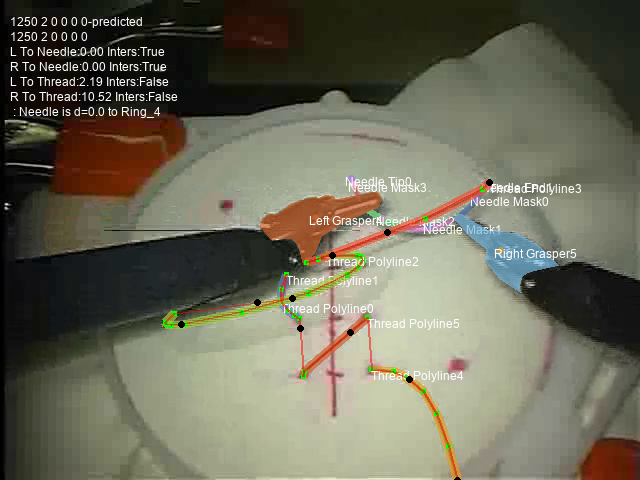 1250 2 0 0 0 0-predicted
1250 2 0 0 0 0
L To Needle:0.00 Inters:True
R To Needle:0.00 Inters:True
L To Thread:2.19 Inters:False
R To Thread:10.52 Inters:False
: Needle is d=0.0 to Ring_4
Needle Tip0
Needle Mask3
Thread Polyline3
Needle Mask0
Left Grasper4
Needle Mask2
Needle Mask1
Right Grasper5
Thread Polyline2
Thread Polyline1
Thread Polyline0
Thread Polyline5
Thread Polyline4